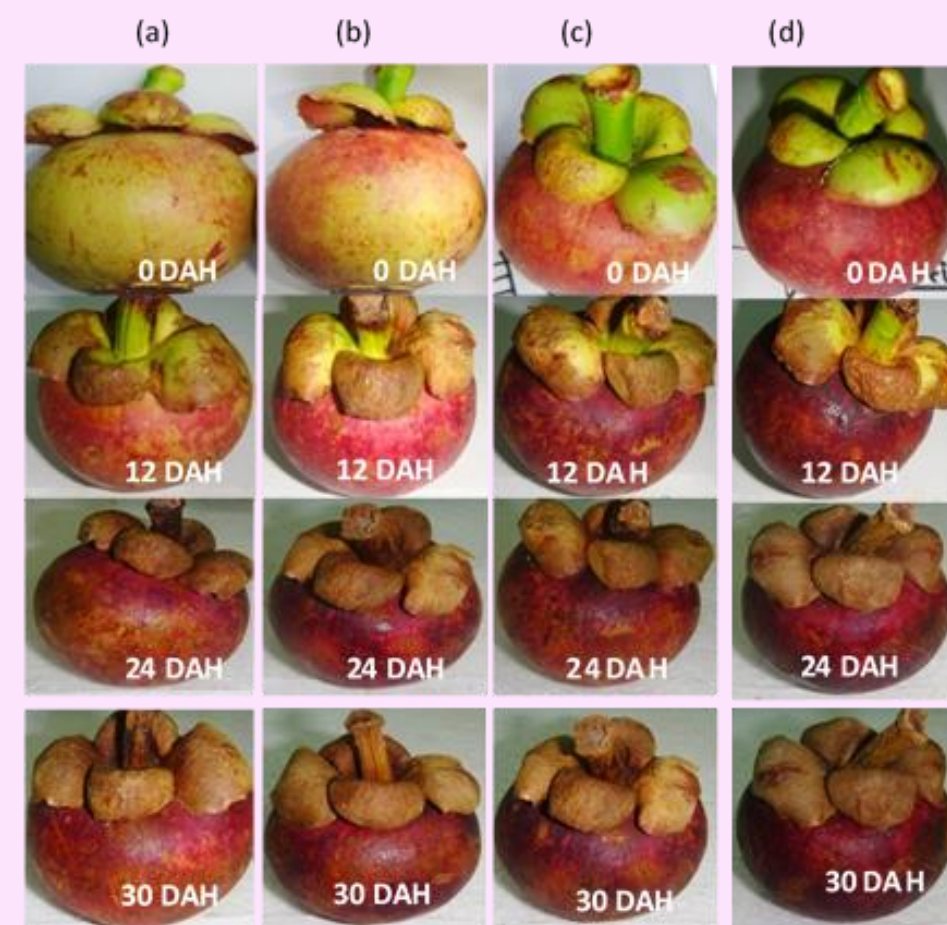 (a) (b) (c) (d)
0 DAH 0 DAH 0 DAH 0 DAH
12 DAH 12 DAH 12 DAH 12 DAH
24 DAH 24 DAH 24 DAH 24 DAH
30 DAH 30 DAH 30 DAH 30 DAH